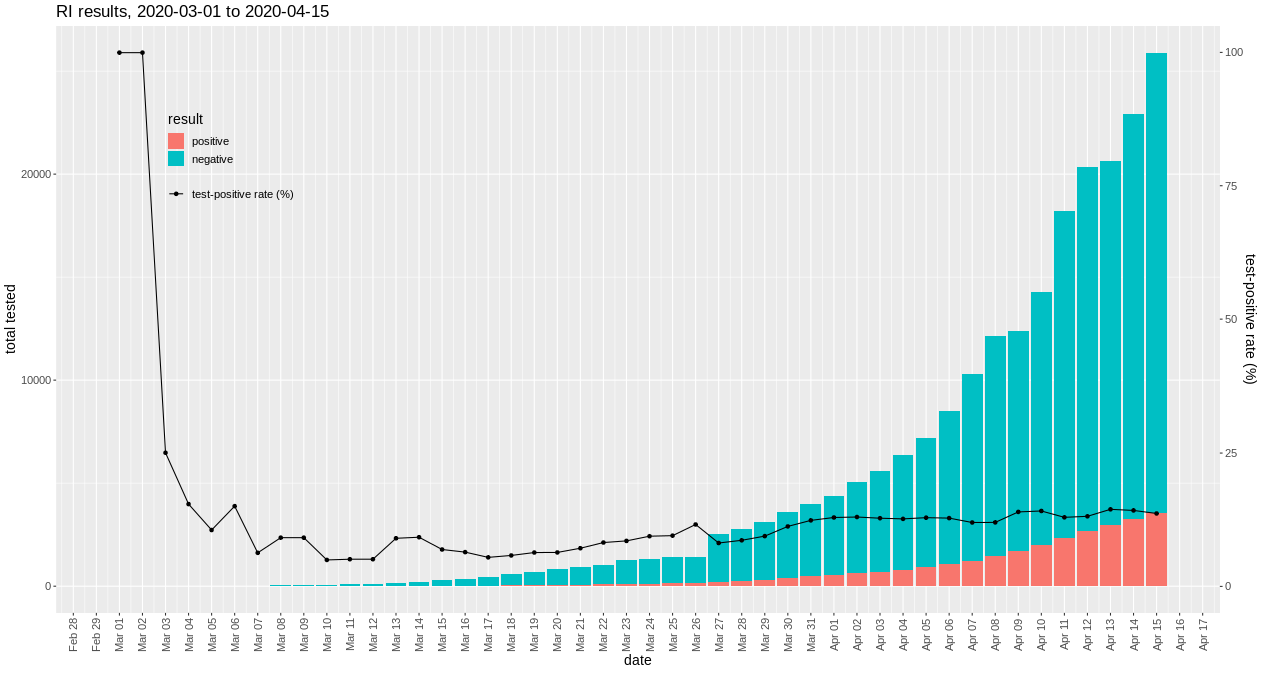 RI results, 2020-03-01 to 2020-04-15
total tested
20000
10000
0
result
positive
negative
test-positive rate (%)
100
75
50
25
0
test-positive rate (%)
Feb 28
Feb 29
Mar 01
Mar 02
Mar 03
Mar 04
Mar 05
Mar 06
Mar 07
Mar 08
Mar 09
Mar 10
Mar 11
Mar 12
Mar 13
Mar 14
Mar 15
Mar 16
Mar 17
Mar 18
Mar 19
Mar 20
Mar 21
Mar 22
Mar 23
Mar 24
Mar 25
Mar 26
Mar 27
Mar 28
Mar 29
Mar 30
Mar 31
Apr 01
Apr 02
Apr 03
Apr 04
Apr 05
Apr 06
Apr 07
Apr 08
Apr 09
Apr 10
Apr 11
Apr 12
Apr 13
Apr 14
Apr 15
Apr 16
Apr 17
date